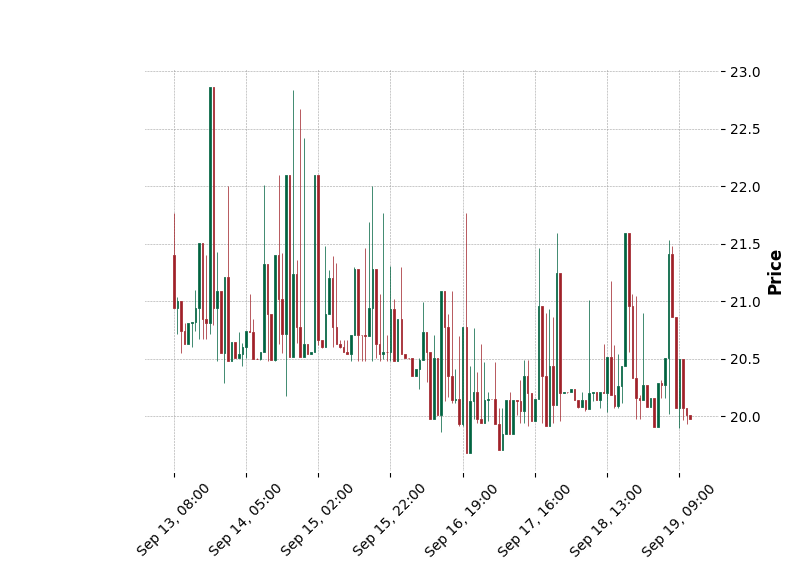 23.0
22.5
22.0
21.5
21.0
20.5
20.0
Price
Sep 13, 08:00
Sep 14, 05:00
Sep 15, 02:00
Sep 15, 22:00
Sep 16, 19:00
Sep 17, 16:00
Sep 18, 13:00
Sep 19, 09:00